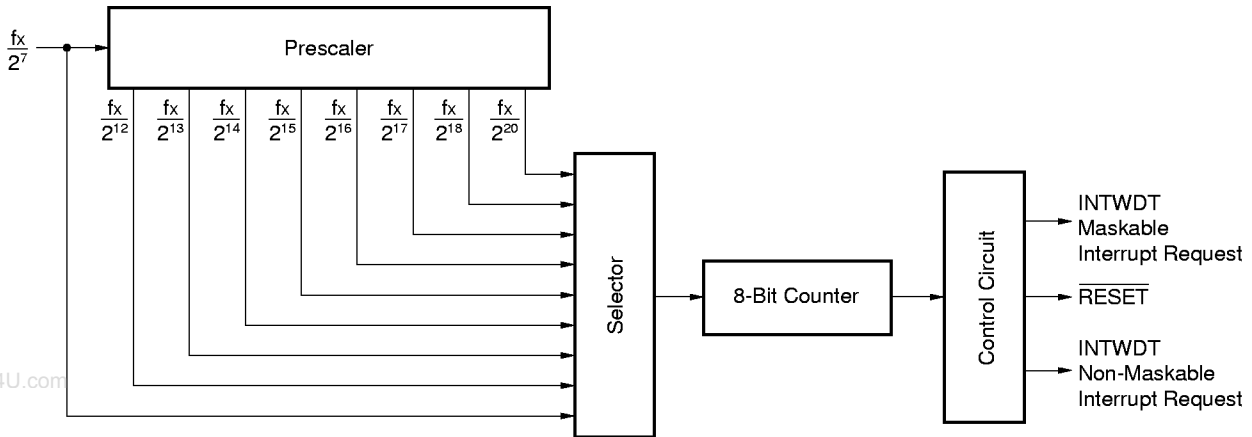 fx
2^7
Prescaler
fx
2^12
fx
2^13
fx
2^14
fx
2^15
fx
2^16
fx
2^17
fx
2^18
fx
2^20
Selector
8-Bit Counter
Control Circuit
INTWDT
Maskable
Interrupt Request
RESET
INTWDT
Non-Maskable
Interrupt Request
4U.com